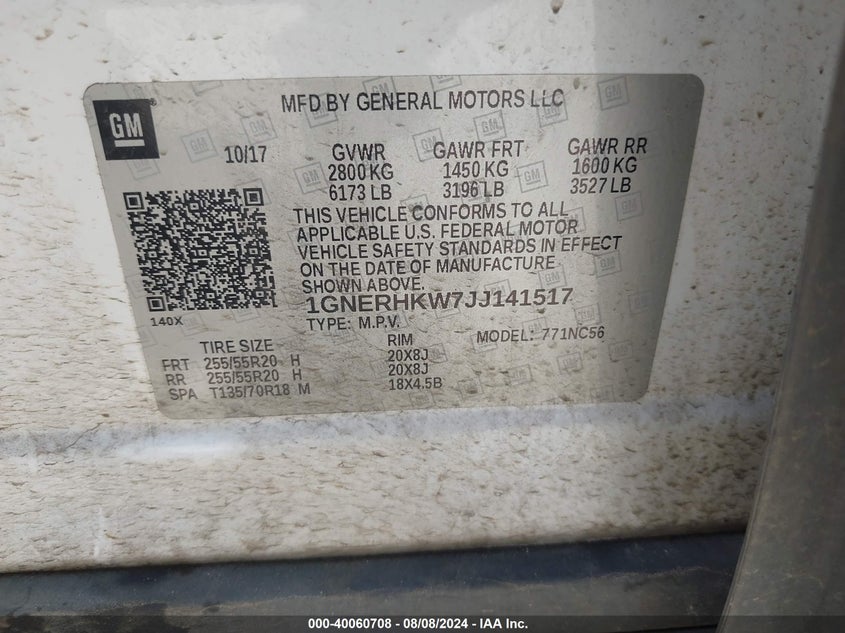 GM
MFD BY GENERAL MOTORS LLC
10/17 GVWR GAWR FRT GAWR RR
2800 KG 1450 KG 1600 KG
6173 LB 3196 LB 3527 LB
THIS VEHICLE CONFORMS TO ALL
APPLICABLE U.S. FEDERAL MOTOR
VEHICLE SAFETY STANDARDS IN EFFECT
ON THE DATE OF MANUFACTURE
SHOWN ABOVE.
1GNERHKW7JJ141517
140X
TYPE: M.P.V. MODEL: 771NC56
TIRE SIZE RIM
FRT 255/55R20 H 20X8J
RR 255/55R20 H 20X8J
SPA T135/70R18 M 18X4.5B
000-40060708 - 08/08/2024 - IAA Inc.